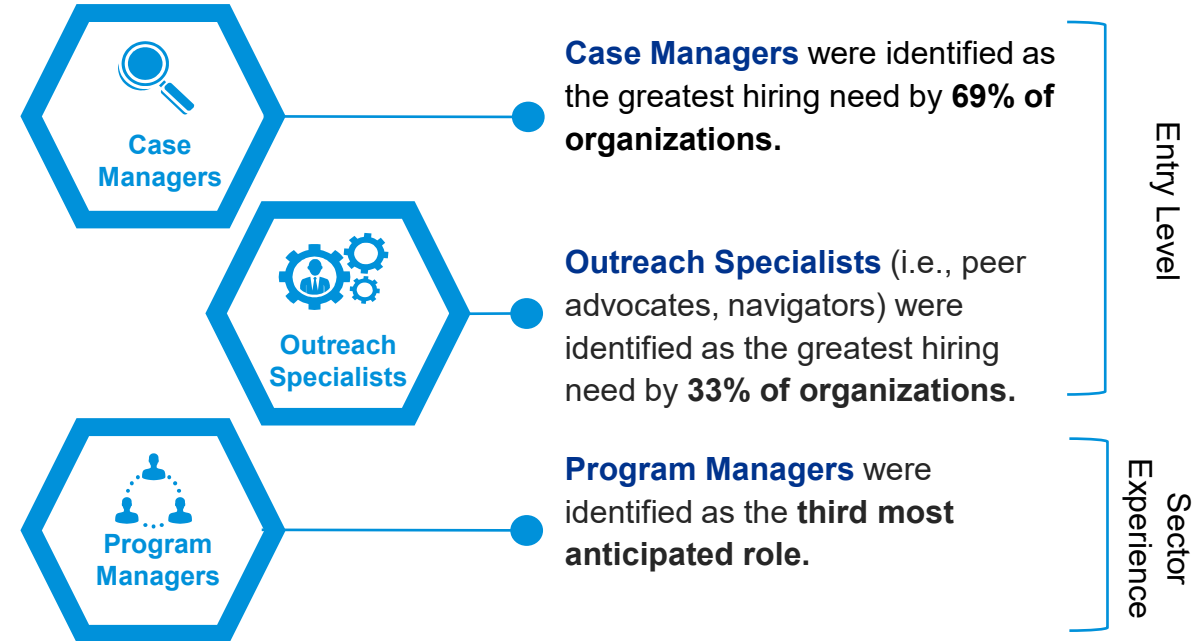 Case
Managers
Case Managers were identified as
the greatest hiring need by 69% of
organizations.
Outreach
Specialists
Outreach Specialists (i.e., peer
advocates, navigators) were
identified as the greatest hiring
need by 33% of organizations.
Entry Level
Program
Managers
Program Managers were
identified as the third most
anticipated role.
Sector
Experience